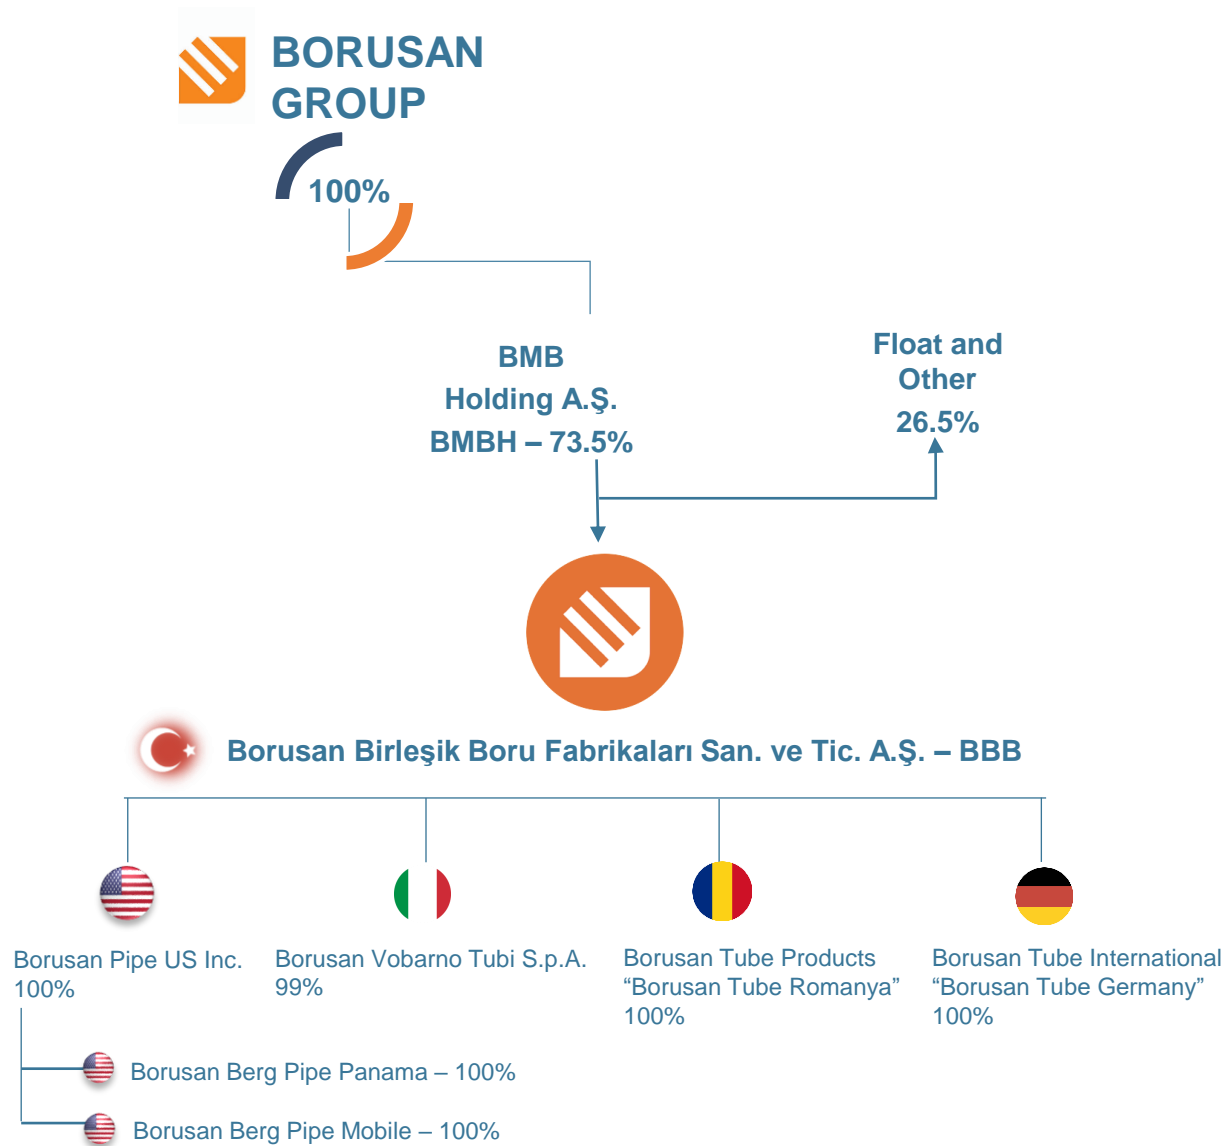 BORUSAN
GROUP
100%
BMB
Holding A.Ş.
BMBH – 73.5%
Float and
Other
26.5%
Borusan Birleşik Boru Fabrikaları San. ve Tic. A.Ş. – BBB
Borusan Pipe US Inc.
100%
Borusan Vobarno Tubi S.p.A.
99%
Borusan Tube Products
“Borusan Tube Romanya”
100%
Borusan Tube International
“Borusan Tube Germany”
100%
Borusan Berg Pipe Panama – 100%
Borusan Berg Pipe Mobile – 100%